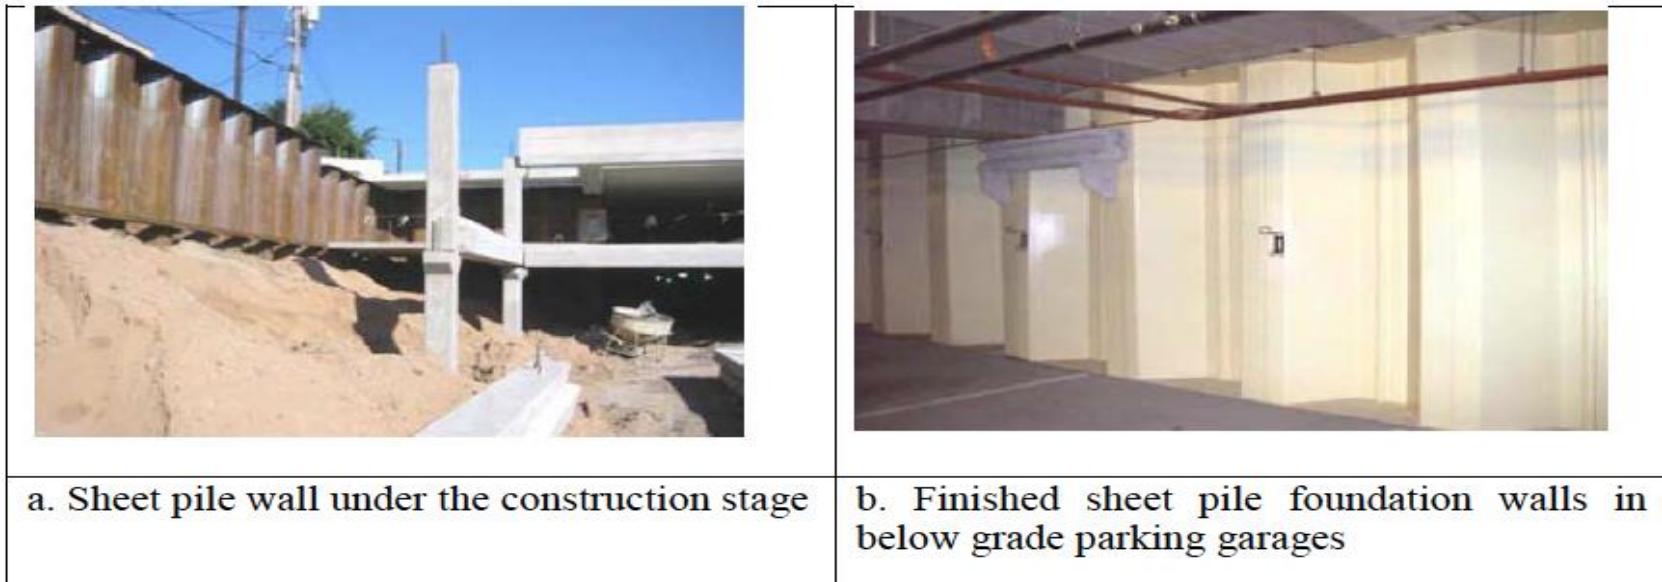 a. Sheet pile wall under the construction stage
b. Finished sheet pile foundation walls in
below grade parking garages